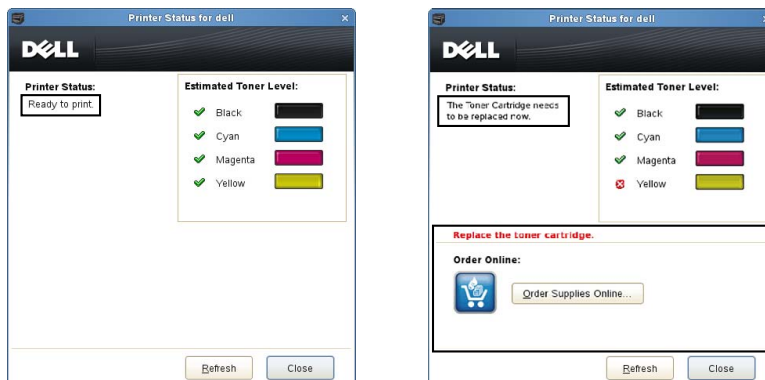 Printer Status for dell
DELL
Printer Status:
Ready to print.
Estimated Toner Level:
Black
Cyan
Magenta
Yellow
Refresh
Close
Printer Status for dell
DELL
Printer Status:
The Toner Cartridge needs
to be replaced now.
Estimated Toner Level:
Black
Cyan
Magenta
Yellow
Replace the toner cartridge.
Order Online:
Order Supplies Online...
Refresh
Close